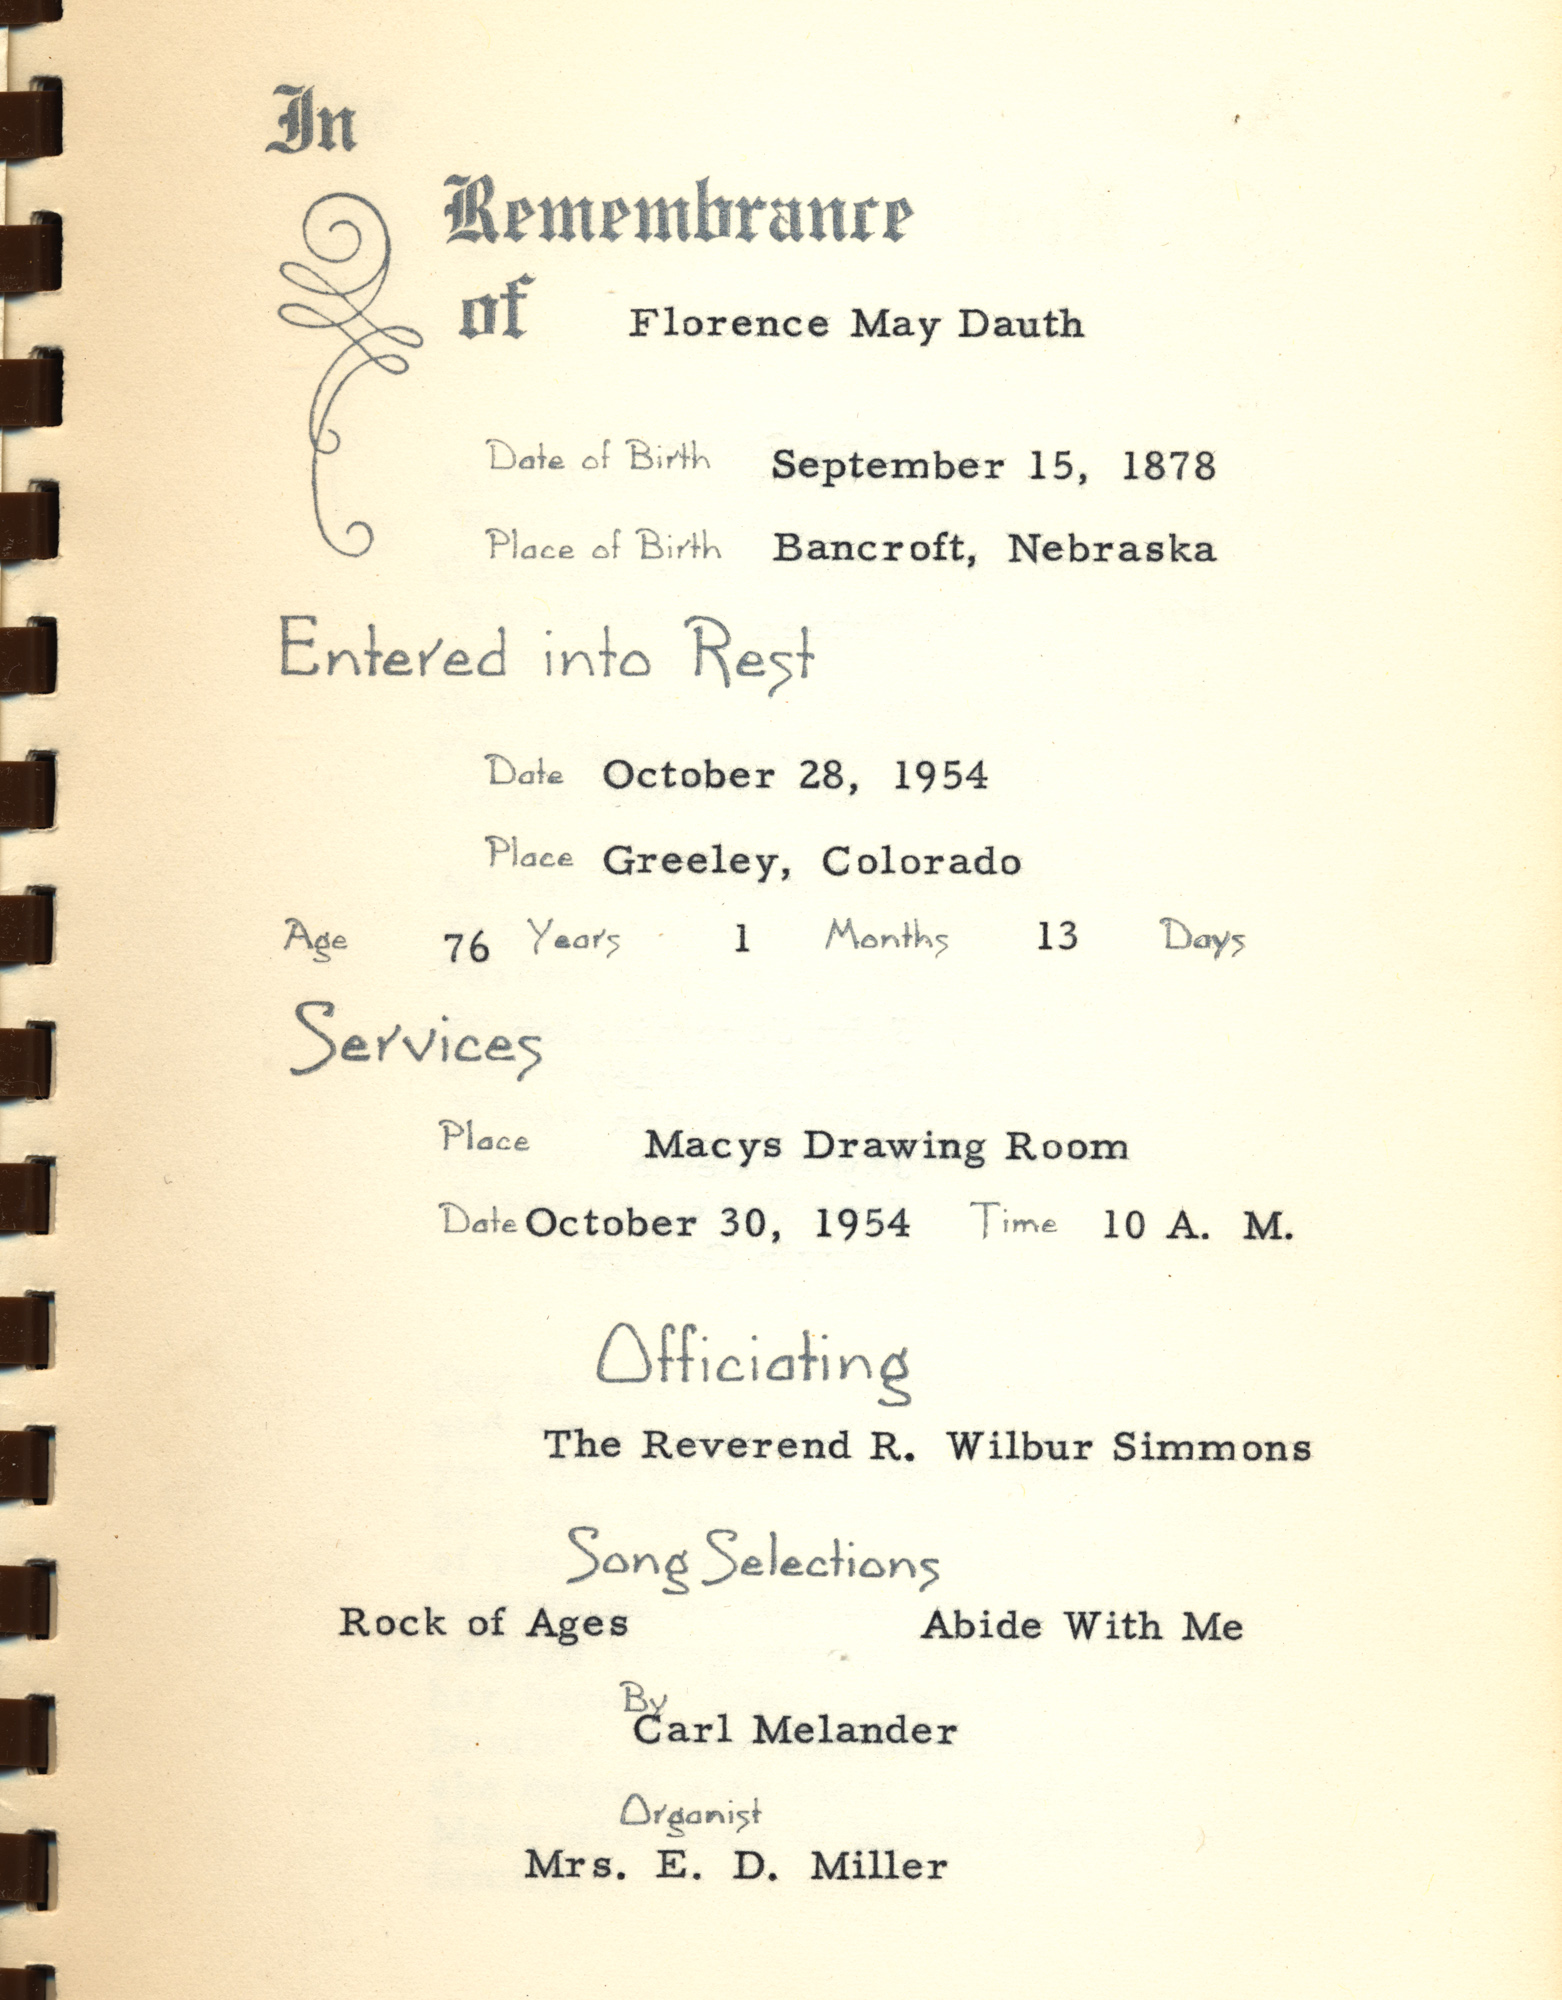 In
Remembrance
of Florence May Dauth
Date of Birth September 15, 1878
Place of Birth Bancroft, Nebraska
Entered into Rest
Date October 28, 1954
Place Greeley, Colorado
Age 76 Years 1 Months 13 Days
Services
Place Macys Drawing Room
Date October 30, 1954 Time 10 A. M.
Officiating
The Reverend R. Wilbur Simmons
Song Selections
Rock of Ages Abide With Me
By
Carl Melander
Organist
Mrs. E. D. Miller